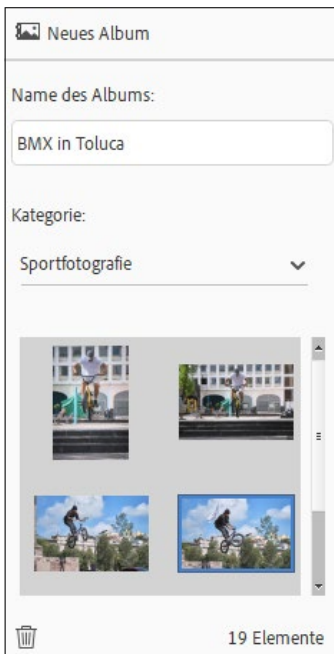 Neues Album
Name des Albums:
BMX in Toluca
Kategorie:
Sportfotografie
19 Elemente